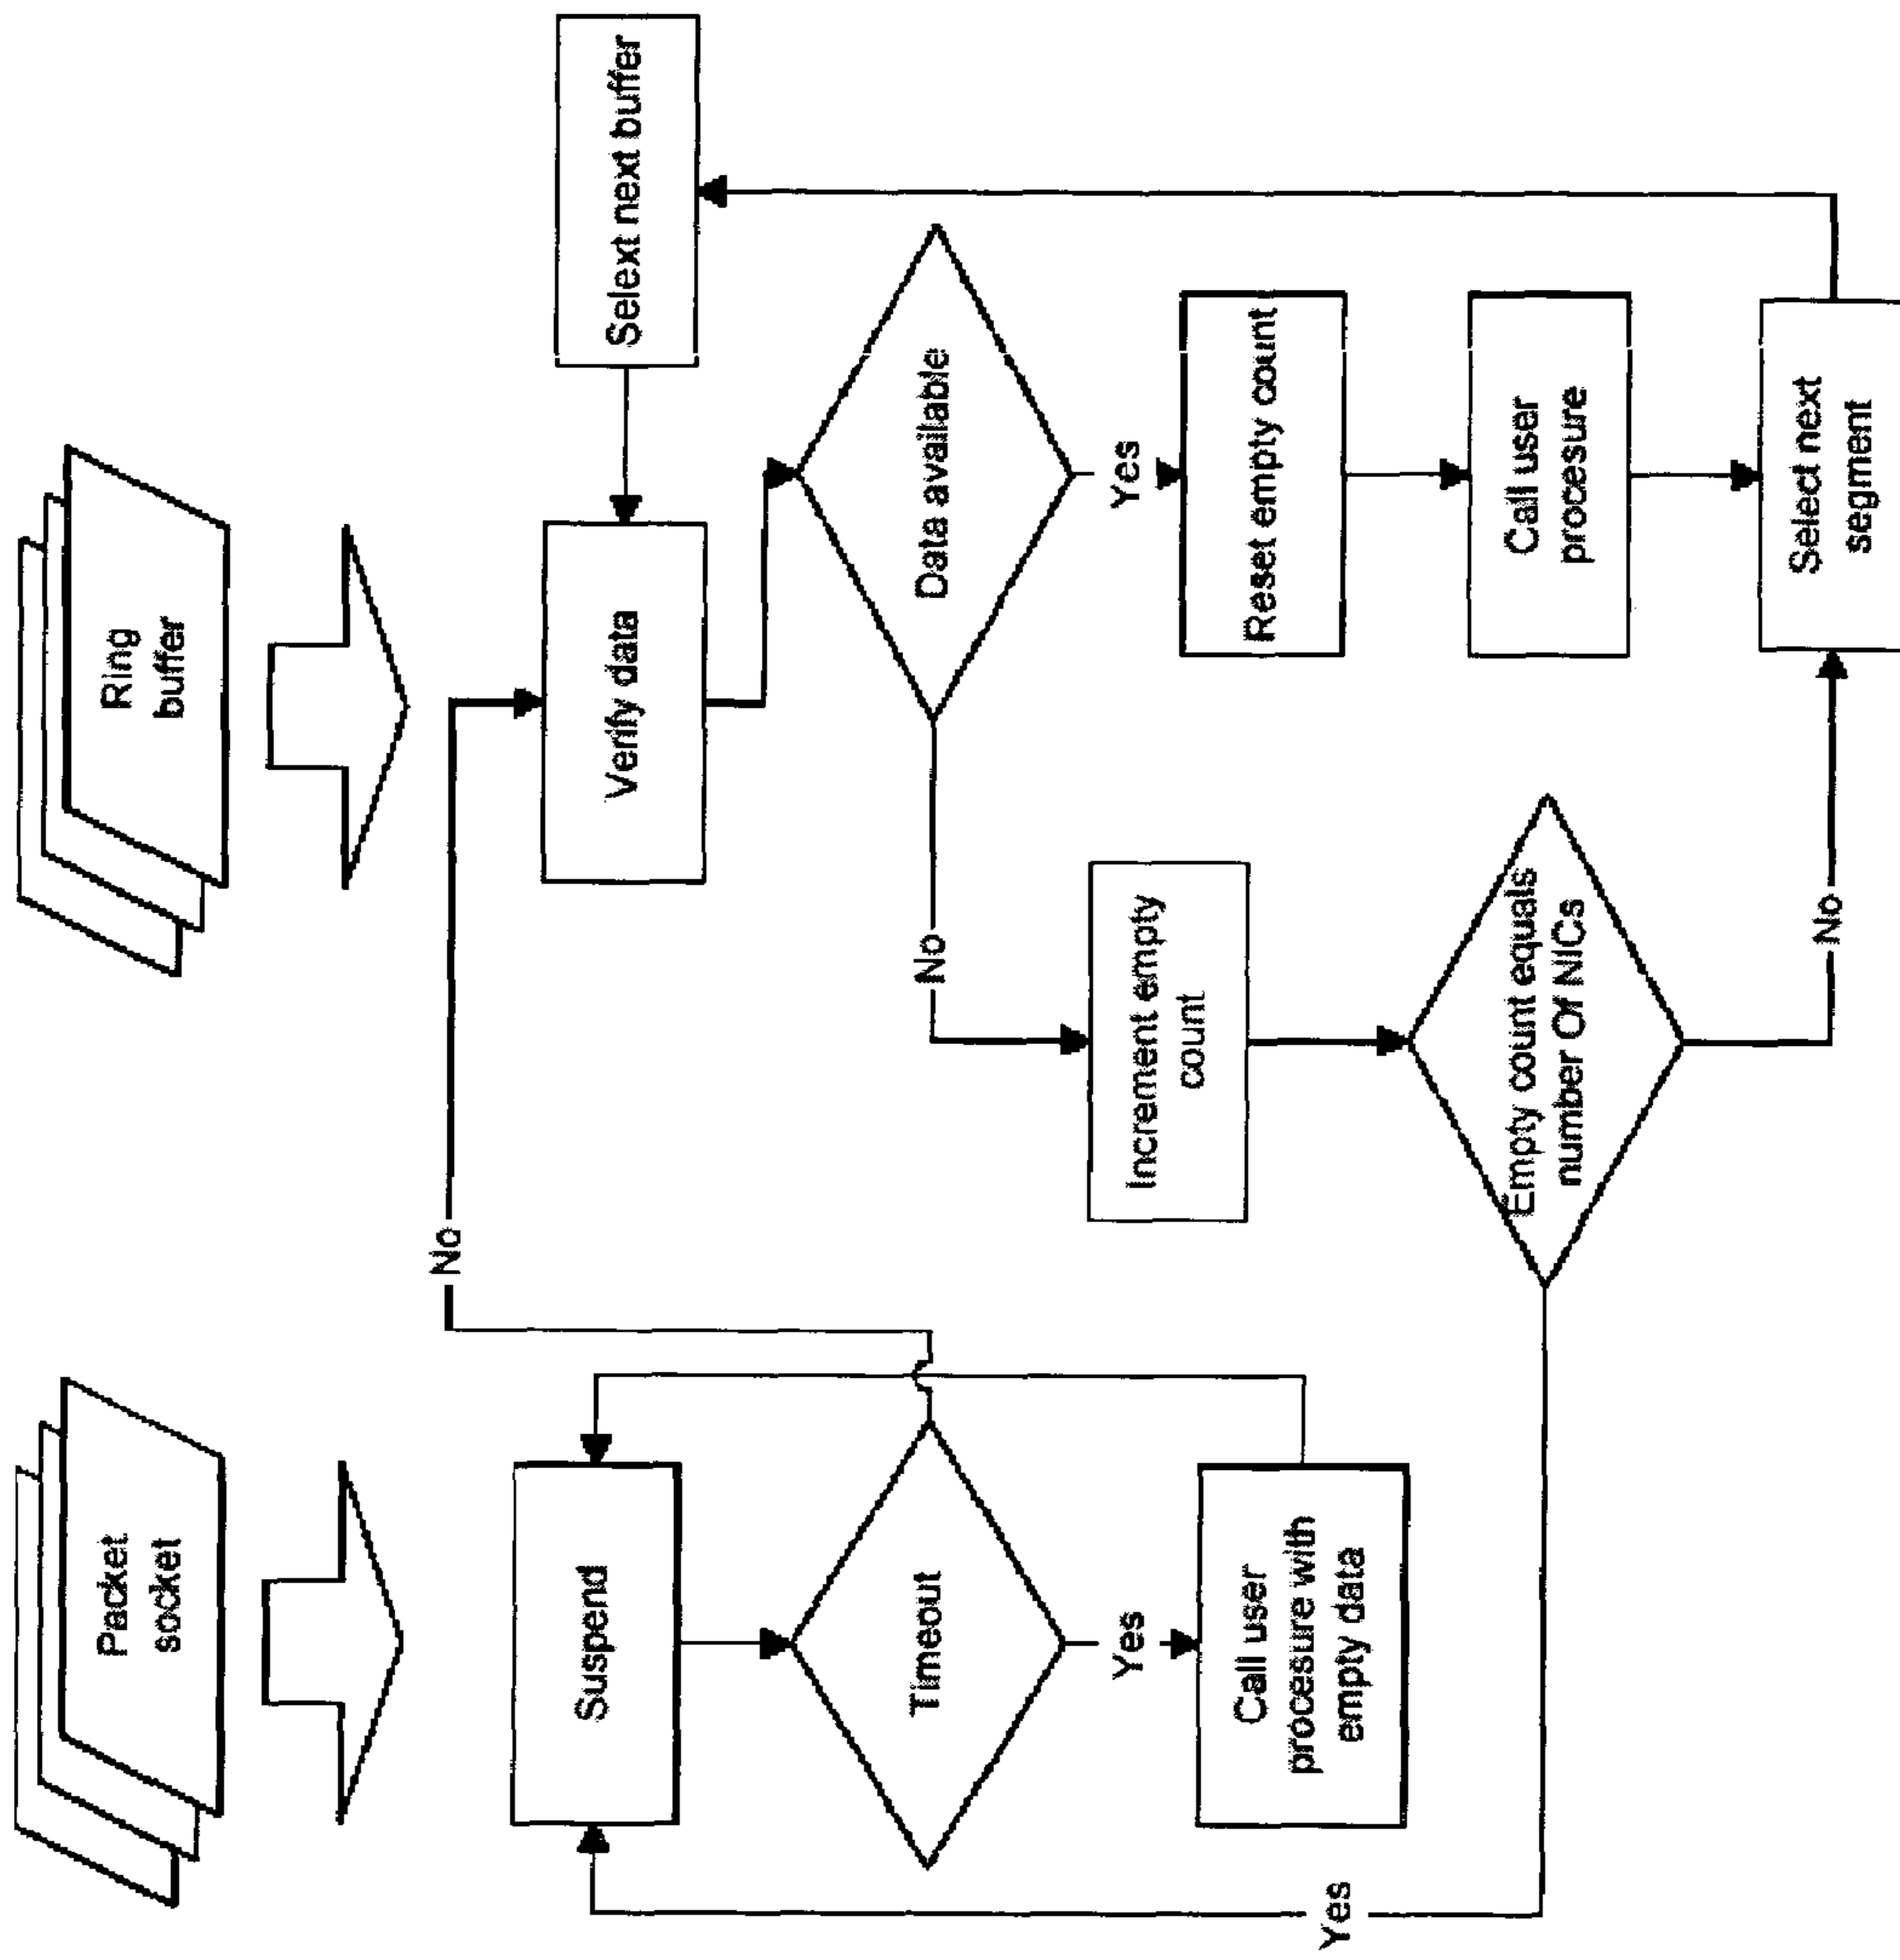 Packet
socket
Ring
buffer
No
Suspend
Verify data
Selext next buffer
Timeout
Data available
No
Yes
Yes
Call user
procesure with
empty data
Increment empty
count
Reset empty count
Empty count equals
number Of NICs
Call user
procesure
Yes
No
Select next
segment